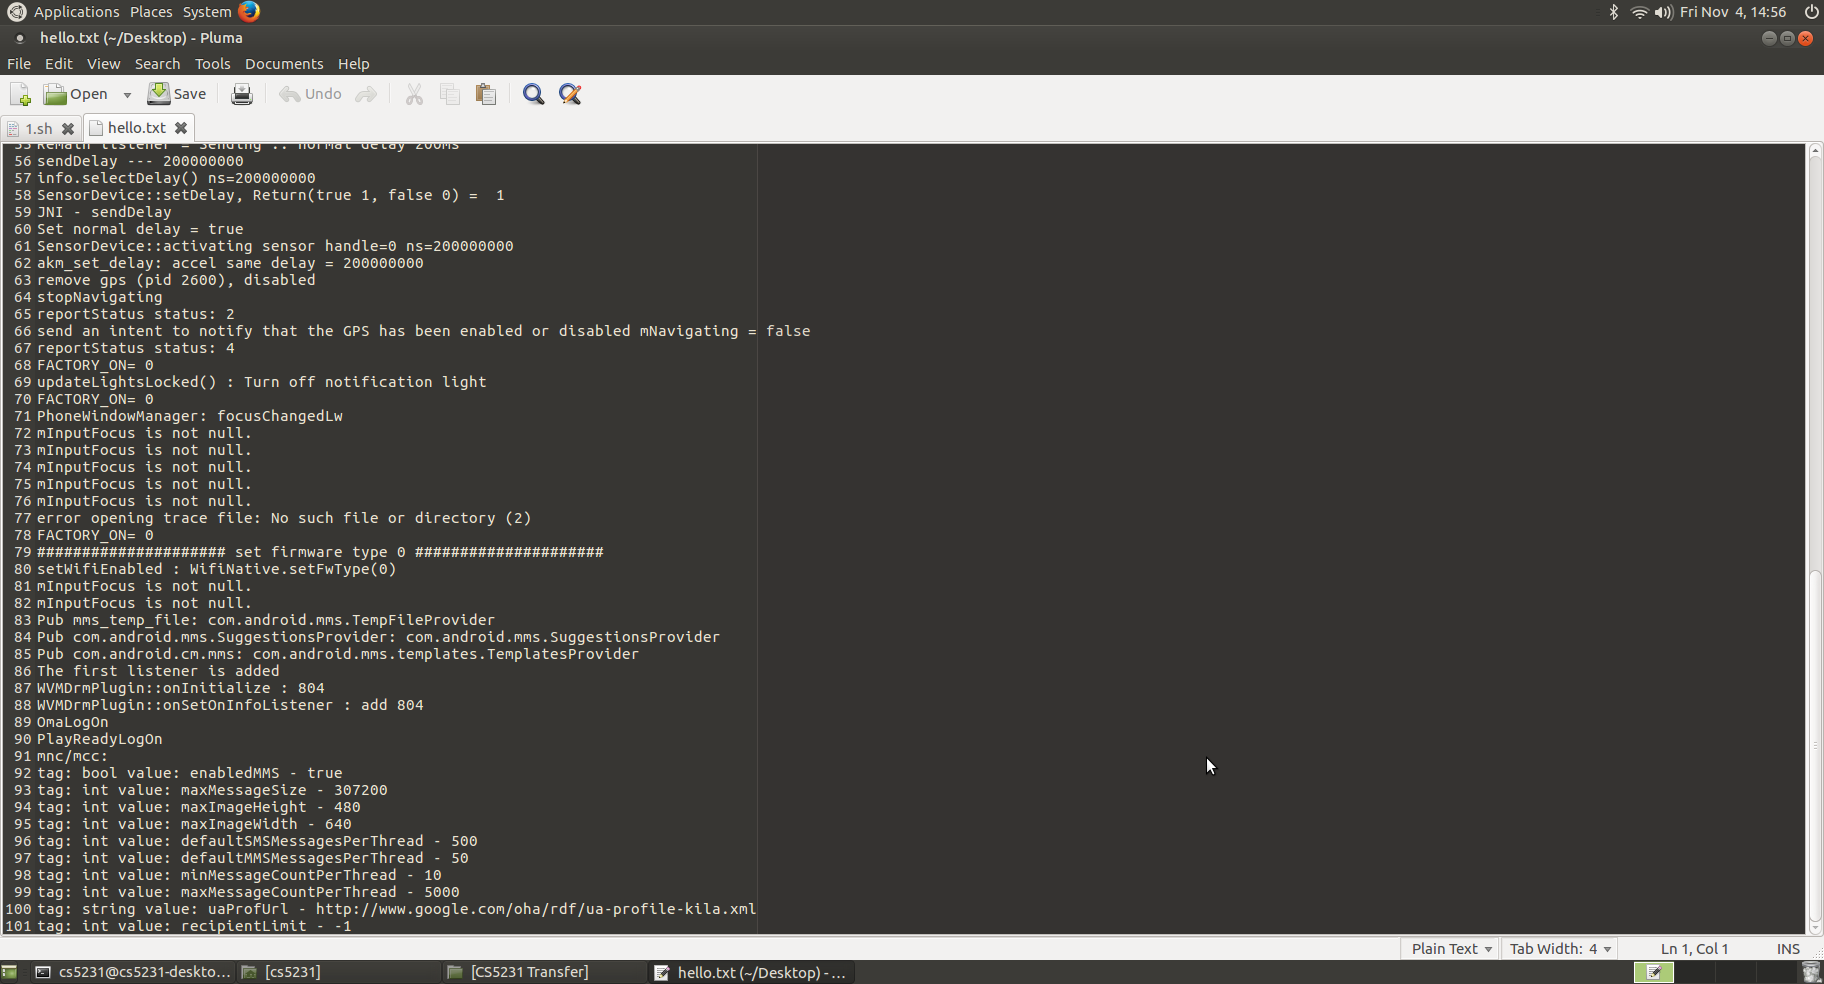 Applications Places System Fri Nov 4, 14:56
hello.txt (~/Desktop) - Pluma
File Edit View Search Tools Documents Help
Open Save Undo
1.sh hello.txt
55 Remain listener = Sending .. normal delay 200ms
56 sendDelay --- 200000000
57 info.selectDelay() ns=200000000
58 SensorDevice::setDelay, Return(true 1, false 0) =  1
59 JNI - sendDelay
60 Set normal delay = true
61 SensorDevice::activating sensor handle=0 ns=200000000
62 akm_set_delay: accel same delay = 200000000
63 remove gps (pid 2600), disabled
64 stopNavigating
65 reportStatus status: 2
66 send an intent to notify that the GPS has been enabled or disabled mNavigating = false
67 reportStatus status: 4
68 FACTORY_ON= 0
69 updateLightsLocked() : Turn off notification light
70 FACTORY_ON= 0
71 PhoneWindowManager: focusChangedLw
72 mInputFocus is not null.
73 mInputFocus is not null.
74 mInputFocus is not null.
75 mInputFocus is not null.
76 mInputFocus is not null.
77 error opening trace file: No such file or directory (2)
78 FACTORY_ON= 0
79 ##################### set firmware type 0 #####################
80 setWifiEnabled : WifiNative.setFwType(0)
81 mInputFocus is not null.
82 mInputFocus is not null.
83 Pub mms_temp_file: com.android.mms.TempFileProvider
84 Pub com.android.mms.SuggestionsProvider: com.android.mms.SuggestionsProvider
85 Pub com.android.cm.mms: com.android.mms.templates.TemplatesProvider
86 The first listener is added
87 WVMDrmPlugin::onInitialize : 804
88 WVMDrmPlugin::onSetOnInfoListener : add 804
89 OmaLogOn
90 PlayReadyLogOn
91 mnc/mcc:
92 tag: bool value: enabledMMS - true
93 tag: int value: maxMessageSize - 307200
94 tag: int value: maxImageHeight - 480
95 tag: int value: maxImageWidth - 640
96 tag: int value: defaultSMSMessagesPerThread - 500
97 tag: int value: defaultMMSMessagesPerThread - 50
98 tag: int value: minMessageCountPerThread - 10
99 tag: int value: maxMessageCountPerThread - 5000
100 tag: string value: uaProfUrl - http://www.google.com/oha/rdf/ua-profile-kila.xml
101 tag: int value: recipientLimit - -1
Plain Text Tab Width: 4 Ln 1, Col 1 INS
cs5231@cs5231-deskto... [cs5231] [CS5231 Transfer] hello.txt (~/Desktop) -...